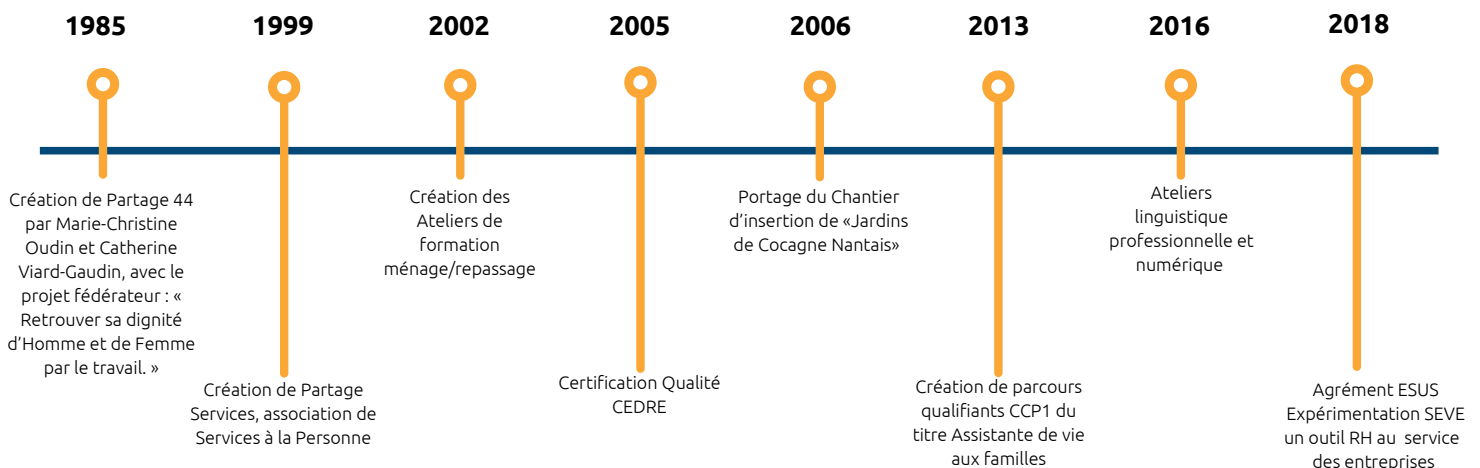 1985
1999
2002
2005
2006
2013
2016
2018
Création de Partage 44
par Marie-Christine
Oudin et Catherine
Viard-Gaudin, avec le
projet fédérateur : «
Retrouver sa dignité
d’Homme et de Femme
par le travail. »
Création de Partage
Services, association de
Services à la Personne
Création des
Ateliers de
formation
ménage/repassage
Certification Qualité
CEDRE
Portage du Chantier
d’insertion de «Jardins
de Cocagne Nantais»
Création de parcours
qualifiants CCP1 du
titre Assistante de vie
aux familles
Ateliers
linguistique
professionnelle et
numérique
Agrément ESUS
Expérimentation SEVE
un outil RH au service
des entreprises